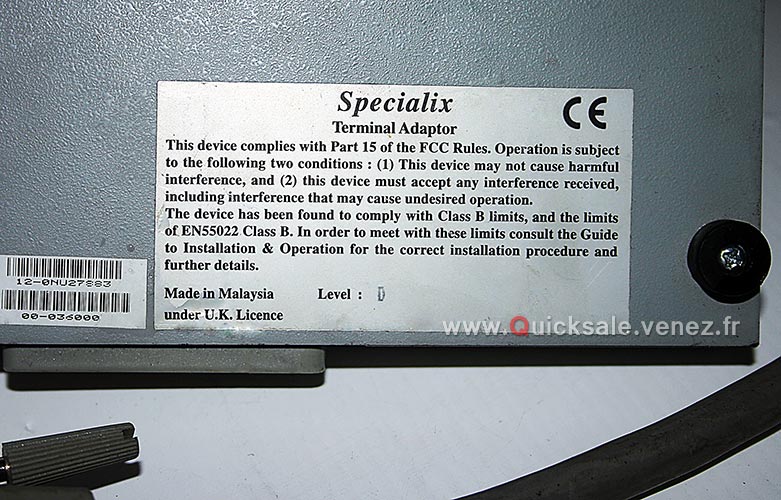 Specialix
CE
Terminal Adaptor
This device complies with Part 15 of the FCC Rules. Operation is subject
to the following two conditions : (1) This device may not cause harmful
interference, and (2) this device must accept any interference received,
including interference that may cause undesired operation.
The device has been found to comply with Class B limits, and the limits
of EN55022 Class B. In order to meet with these limits consult the Guide
to Installation & Operation for the correct installation procedure and
further details.
Made in Malaysia Level : D
under U.K. Licence
12-0NU27883
00-036000
www.Quicksale.venez.fr